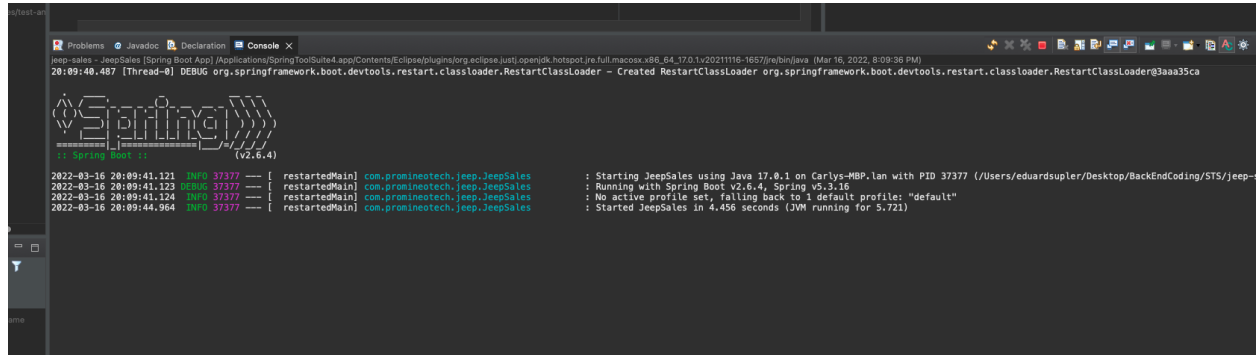 es/test-an
Problems @ Javadoc Declaration Console ×
jeep-sales - JeepSales [Spring Boot App] /Applications/SpringToolSuite4.app/Contents/Eclipse/plugins/org.eclipse.justj.openjdk.hotspot.jre.full.macosx.x86_64_17.0.1.v20211116-1657/jre/bin/java (Mar 16, 2022, 8:09:36 PM)
20:09:40.487 [Thread-0] DEBUG org.springframework.boot.devtools.restart.classloader.RestartClassLoader - Created RestartClassLoader org.springframework.boot.devtools.restart.classloader.RestartClassLoader@3aaa35ca
Spring
:: Spring Boot :: (v2.6.4)
2022-03-16 20:09:41.121 INFO 37377 --- [ restartedMain] com.promineotech.jeep.JeepSales : Starting JeepSales using Java 17.0.1 on Carlys-MBP.lan with PID 37377 (/Users/eduardsupler/Desktop/BackEndCoding/STS/jeep-s
2022-03-16 20:09:41.123 DEBUG 37377 --- [ restartedMain] com.promineotech.jeep.JeepSales : Running with Spring Boot v2.6.4, Spring v5.3.16
2022-03-16 20:09:41.124 INFO 37377 --- [ restartedMain] com.promineotech.jeep.JeepSales : No active profile set, falling back to 1 default profile: "default"
2022-03-16 20:09:44.964 INFO 37377 --- [ restartedMain] com.promineotech.jeep.JeepSales : Started JeepSales in 4.456 seconds (JVM running for 5.721)
ame